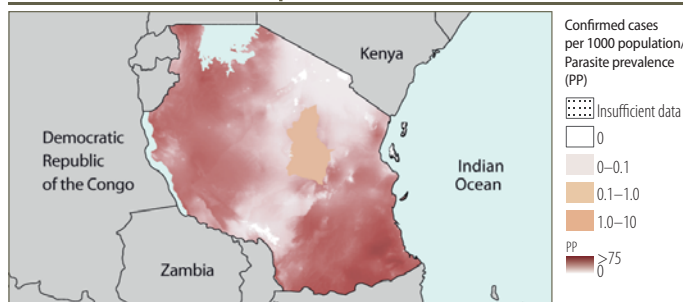 Kenya
Democratic
Republic
of the Congo
Indian
Ocean
Zambia
Confirmed cases
per 1000 population/
Parasite prevalence
(PP)
Insufficient data
0
0–0.1
0.1–1.0
1.0–10
PP
>75
0